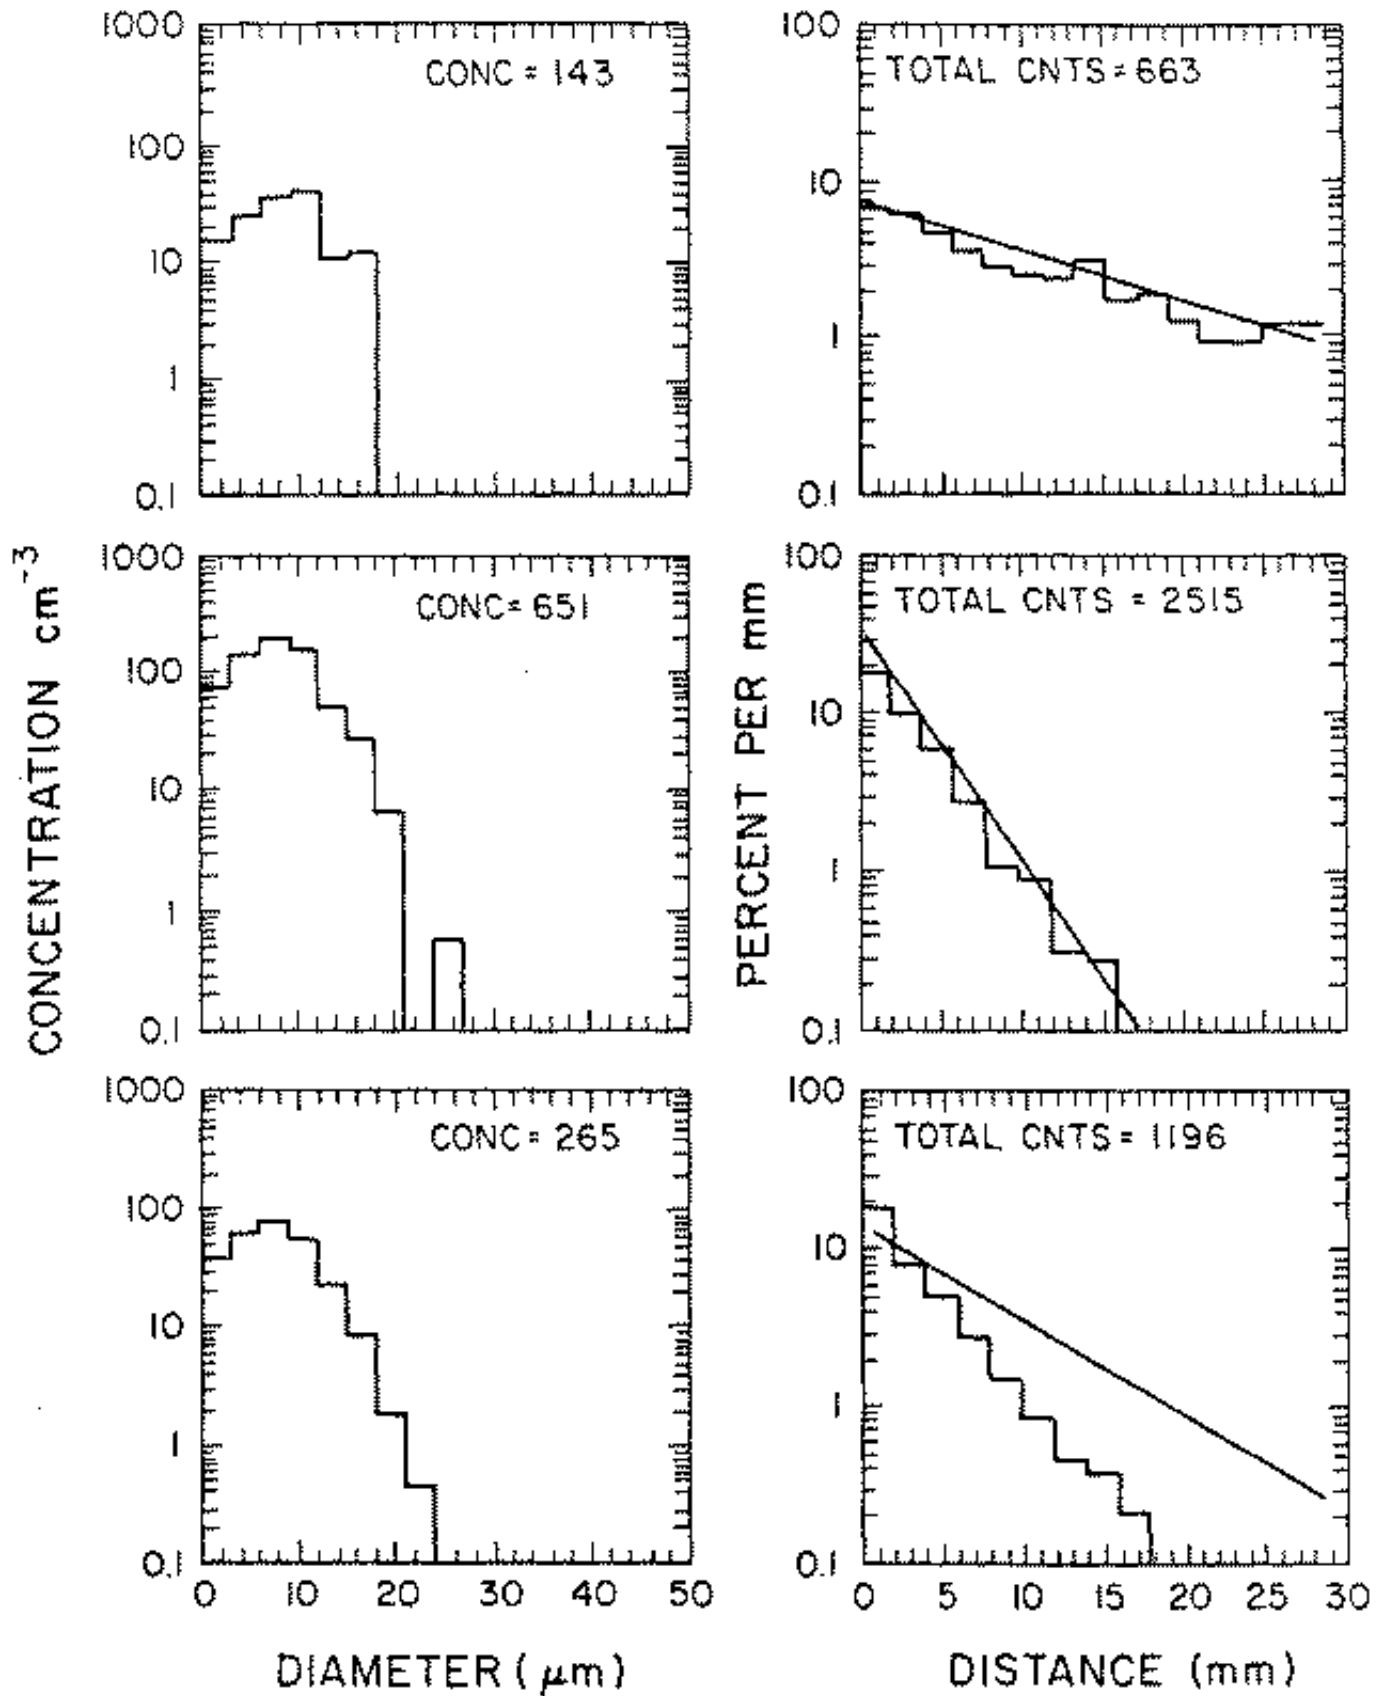 1000
100
10
1
0.1
CONC = 143
100
10
1
0.1
TOTAL CNTS = 663
CONCENTRATION cm-3
1000
100
10
1
0.1
CONC = 651
PERCENT PER mm
100
10
1
0.1
TOTAL CNTS = 2515
1000
100
10
1
0.1
CONC = 265
0 10 20 30 40 50
DIAMETER (μm)
100
10
1
0.1
TOTAL CNTS = 1196
0 5 10 15 20 25 30
DISTANCE (mm)